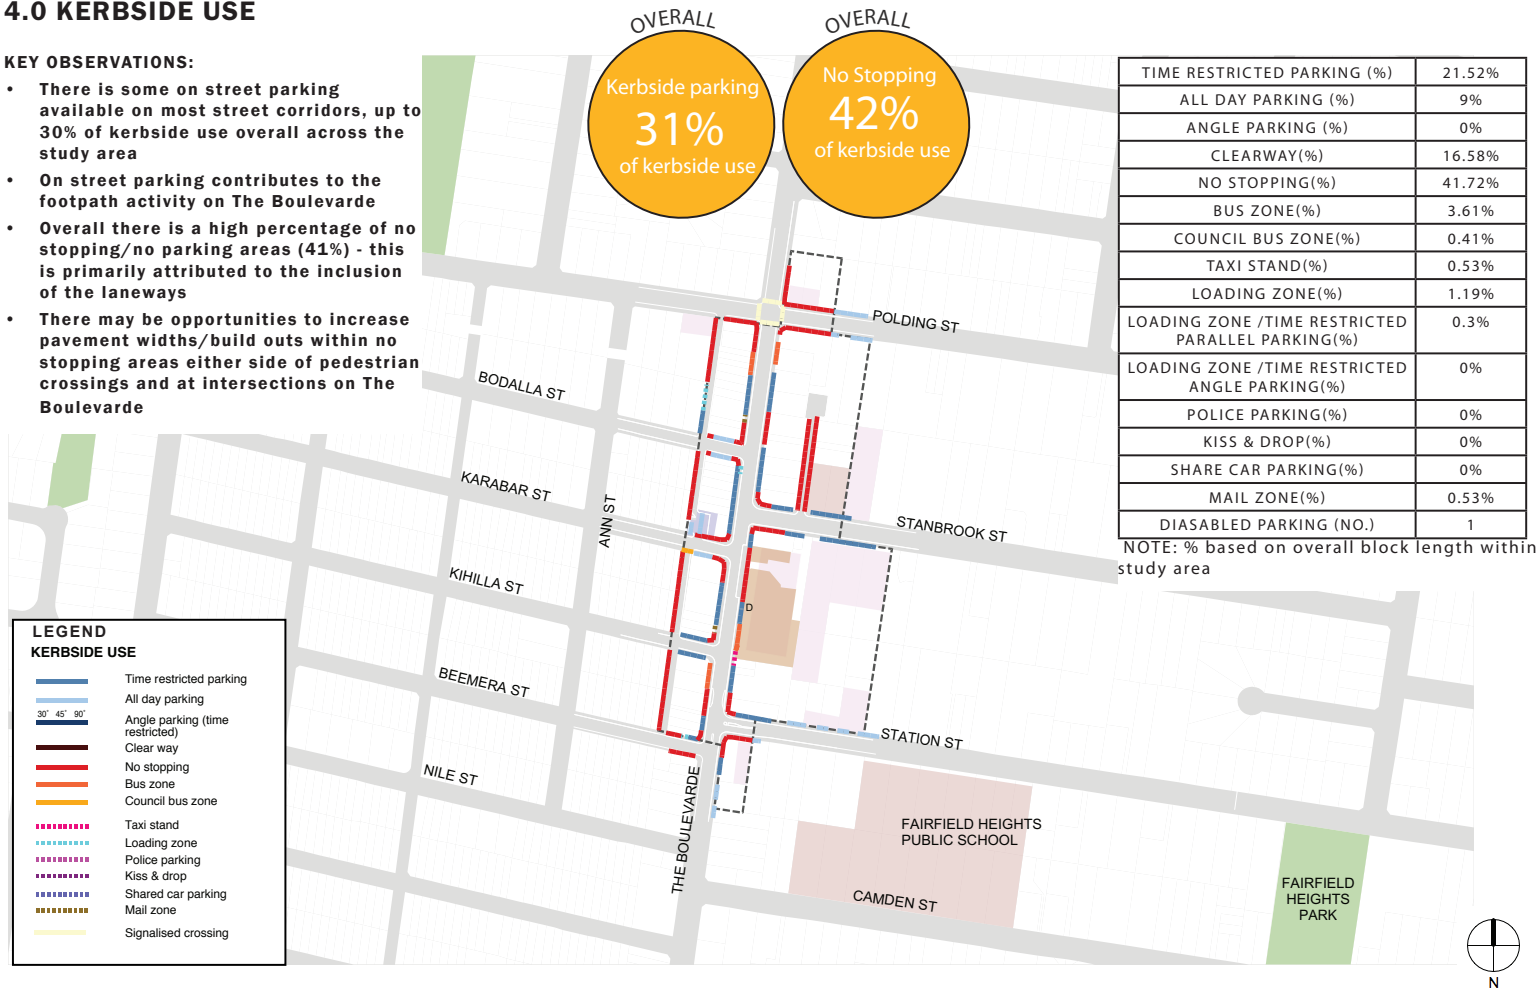 4.0 KERBSIDE USE
KEY OBSERVATIONS:
• There is some on street parking
available on most street corridors, up to
30% of kerbside use overall across the
study area
• On street parking contributes to the
footpath activity on The Boulevarde
• Overall there is a high percentage of no
stopping/no parking areas (41%) - this
is primarily attributed to the inclusion
of the laneways
• There may be opportunities to increase
pavement widths/build outs within no
stopping areas either side of pedestrian
crossings and at intersections on The
Boulevarde
OVERALL
Kerbside parking
31%
of kerbside use
OVERALL
No Stopping
42%
of kerbside use
TIME RESTRICTED PARKING (%) 21.52%
ALL DAY PARKING (%) 9%
ANGLE PARKING (%) 0%
CLEARWAY(%) 16.58%
NO STOPPING(%) 41.72%
BUS ZONE(%) 3.61%
COUNCIL BUS ZONE(%) 0.41%
TAXI STAND(%) 0.53%
LOADING ZONE(%) 1.19%
LOADING ZONE /TIME RESTRICTED 0.3%
PARALLEL PARKING(%)
LOADING ZONE /TIME RESTRICTED 0%
ANGLE PARKING(%)
POLICE PARKING(%) 0%
KISS & DROP(%) 0%
SHARE CAR PARKING(%) 0%
MAIL ZONE(%) 0.53%
DIASABLED PARKING (NO.) 1
NOTE: % based on overall block length within
study area
POLDING ST
BODALLA ST
KARABAR ST
ANN ST
STANBROOK ST
KIHILLA ST
D
BEEMERA ST
STATION ST
NILE ST
THE BOULEVARDE
FAIRFIELD HEIGHTS
PUBLIC SCHOOL
CAMDEN ST
FAIRFIELD
HEIGHTS
PARK
LEGEND
KERBSIDE USE
Time restricted parking
All day parking
30° 45° 90°
Angle parking (time
restricted)
Clear way
No stopping
Bus zone
Council bus zone
Taxi stand
Loading zone
Police parking
Kiss & drop
Shared car parking
Mail zone
Signalised crossing
N